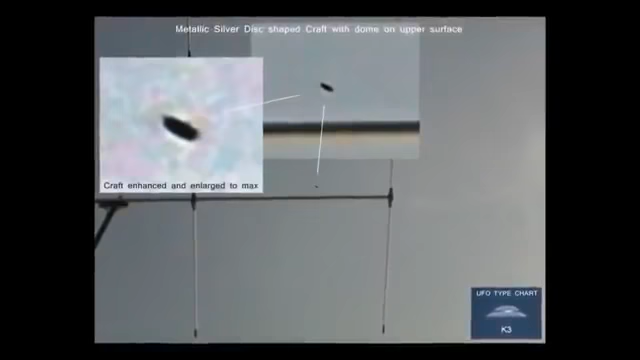 Metallic Silver Disc shaped Craft with dome on upper surface
Craft enhanced and enlarged to max
UFO TYPE CHART
K3